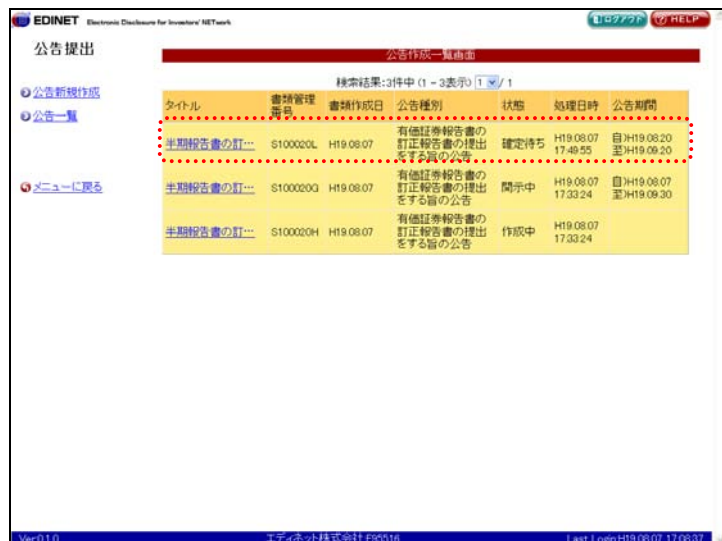 EDINET Electronic Disclosure for Investors' NETwork
ログアウト
HELP
公告提出
公告作成一覧画面
公告新規作成
公告一覧
メニューに戻る
検索結果:3件中 (1 - 3表示) 1 / 1
タイトル 書類管理番号 書類作成日 公告種別 状態 処理日時 公告期間
半期報告書の訂… S100020L H19.08.07 有価証券報告書の訂正報告書の提出をする旨の公告 確定待ち H19.08.07 17:49:55 自)H19.08.20 至)H19.09.20
半期報告書の訂… S100020G H19.08.07 有価証券報告書の訂正報告書の提出をする旨の公告 開示中 H19.08.07 17:33:24 自)H19.08.07 至)H19.09.30
半期報告書の訂… S100020H H19.08.07 有価証券報告書の訂正報告書の提出をする旨の公告 作成中 H19.08.07 17:33:24
Ver.0.1.0 エディネット株式会社 E95516 Last Login:H19.08.07 17:08:37